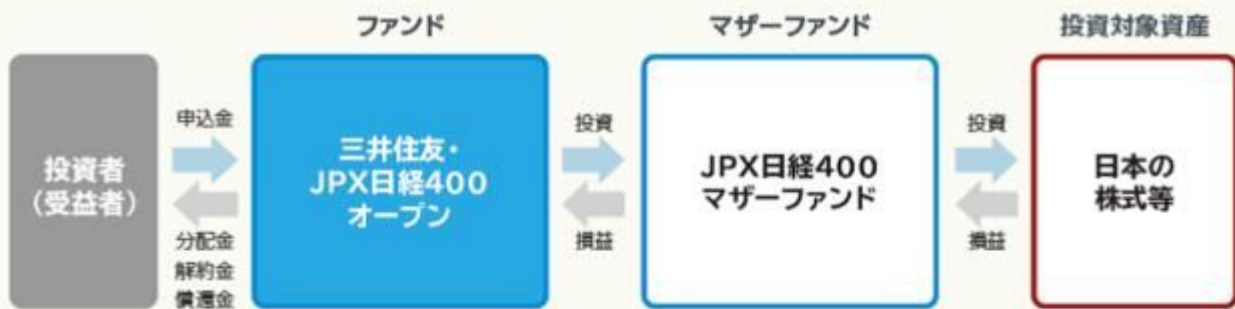 ファンド
マザーファンド
投資対象資産
投資者
(受益者)
申込金
分配金
解約金
償還金
三井住友・
JPX日経400
オープン
投資
損益
JPX日経400
マザーファンド
投資
損益
日本の
株式等